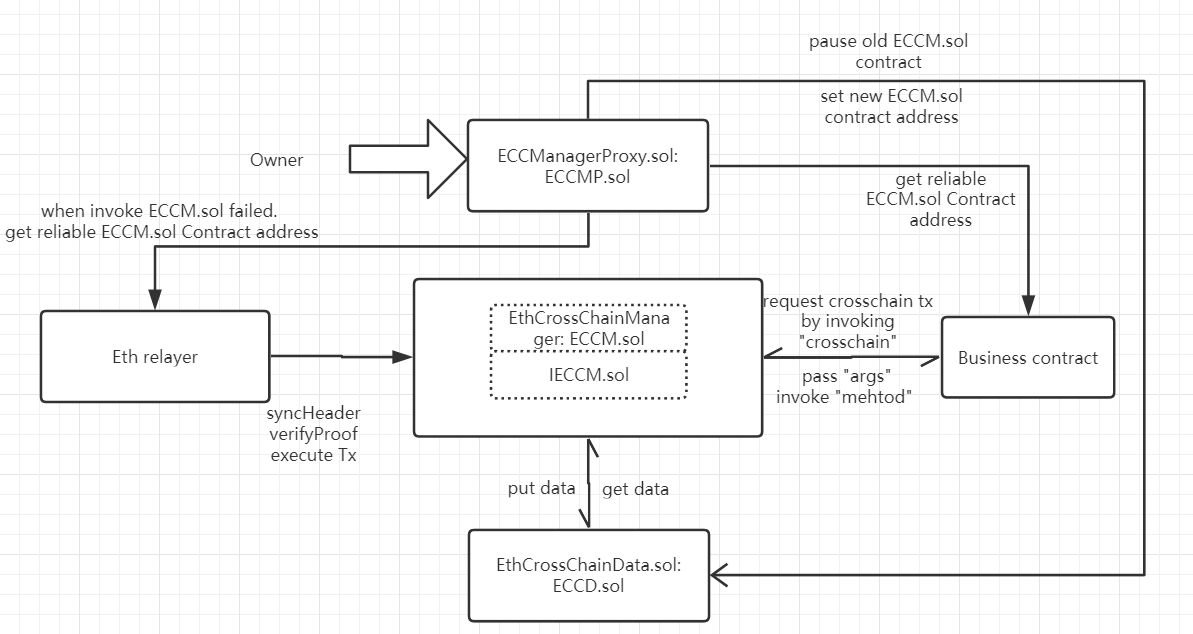 pause old ECCM.sol
contract
set new ECCM.sol
contract address
Owner
ECCManagerProxy.sol:
ECCMP.sol
get reliable
ECCM.sol Contract
address
when invoke ECCM.sol failed.
get reliable ECCM.sol Contract address
Eth relayer
syncHeader
verifyProof
execute Tx
EthCrossChainMana
ger: ECCM.sol
IECCM.sol
request crosschain tx
by invoking
"crosschain"
pass "args"
invoke "mehtod"
Business contract
put data
get data
EthCrossChainData.sol:
ECCD.sol